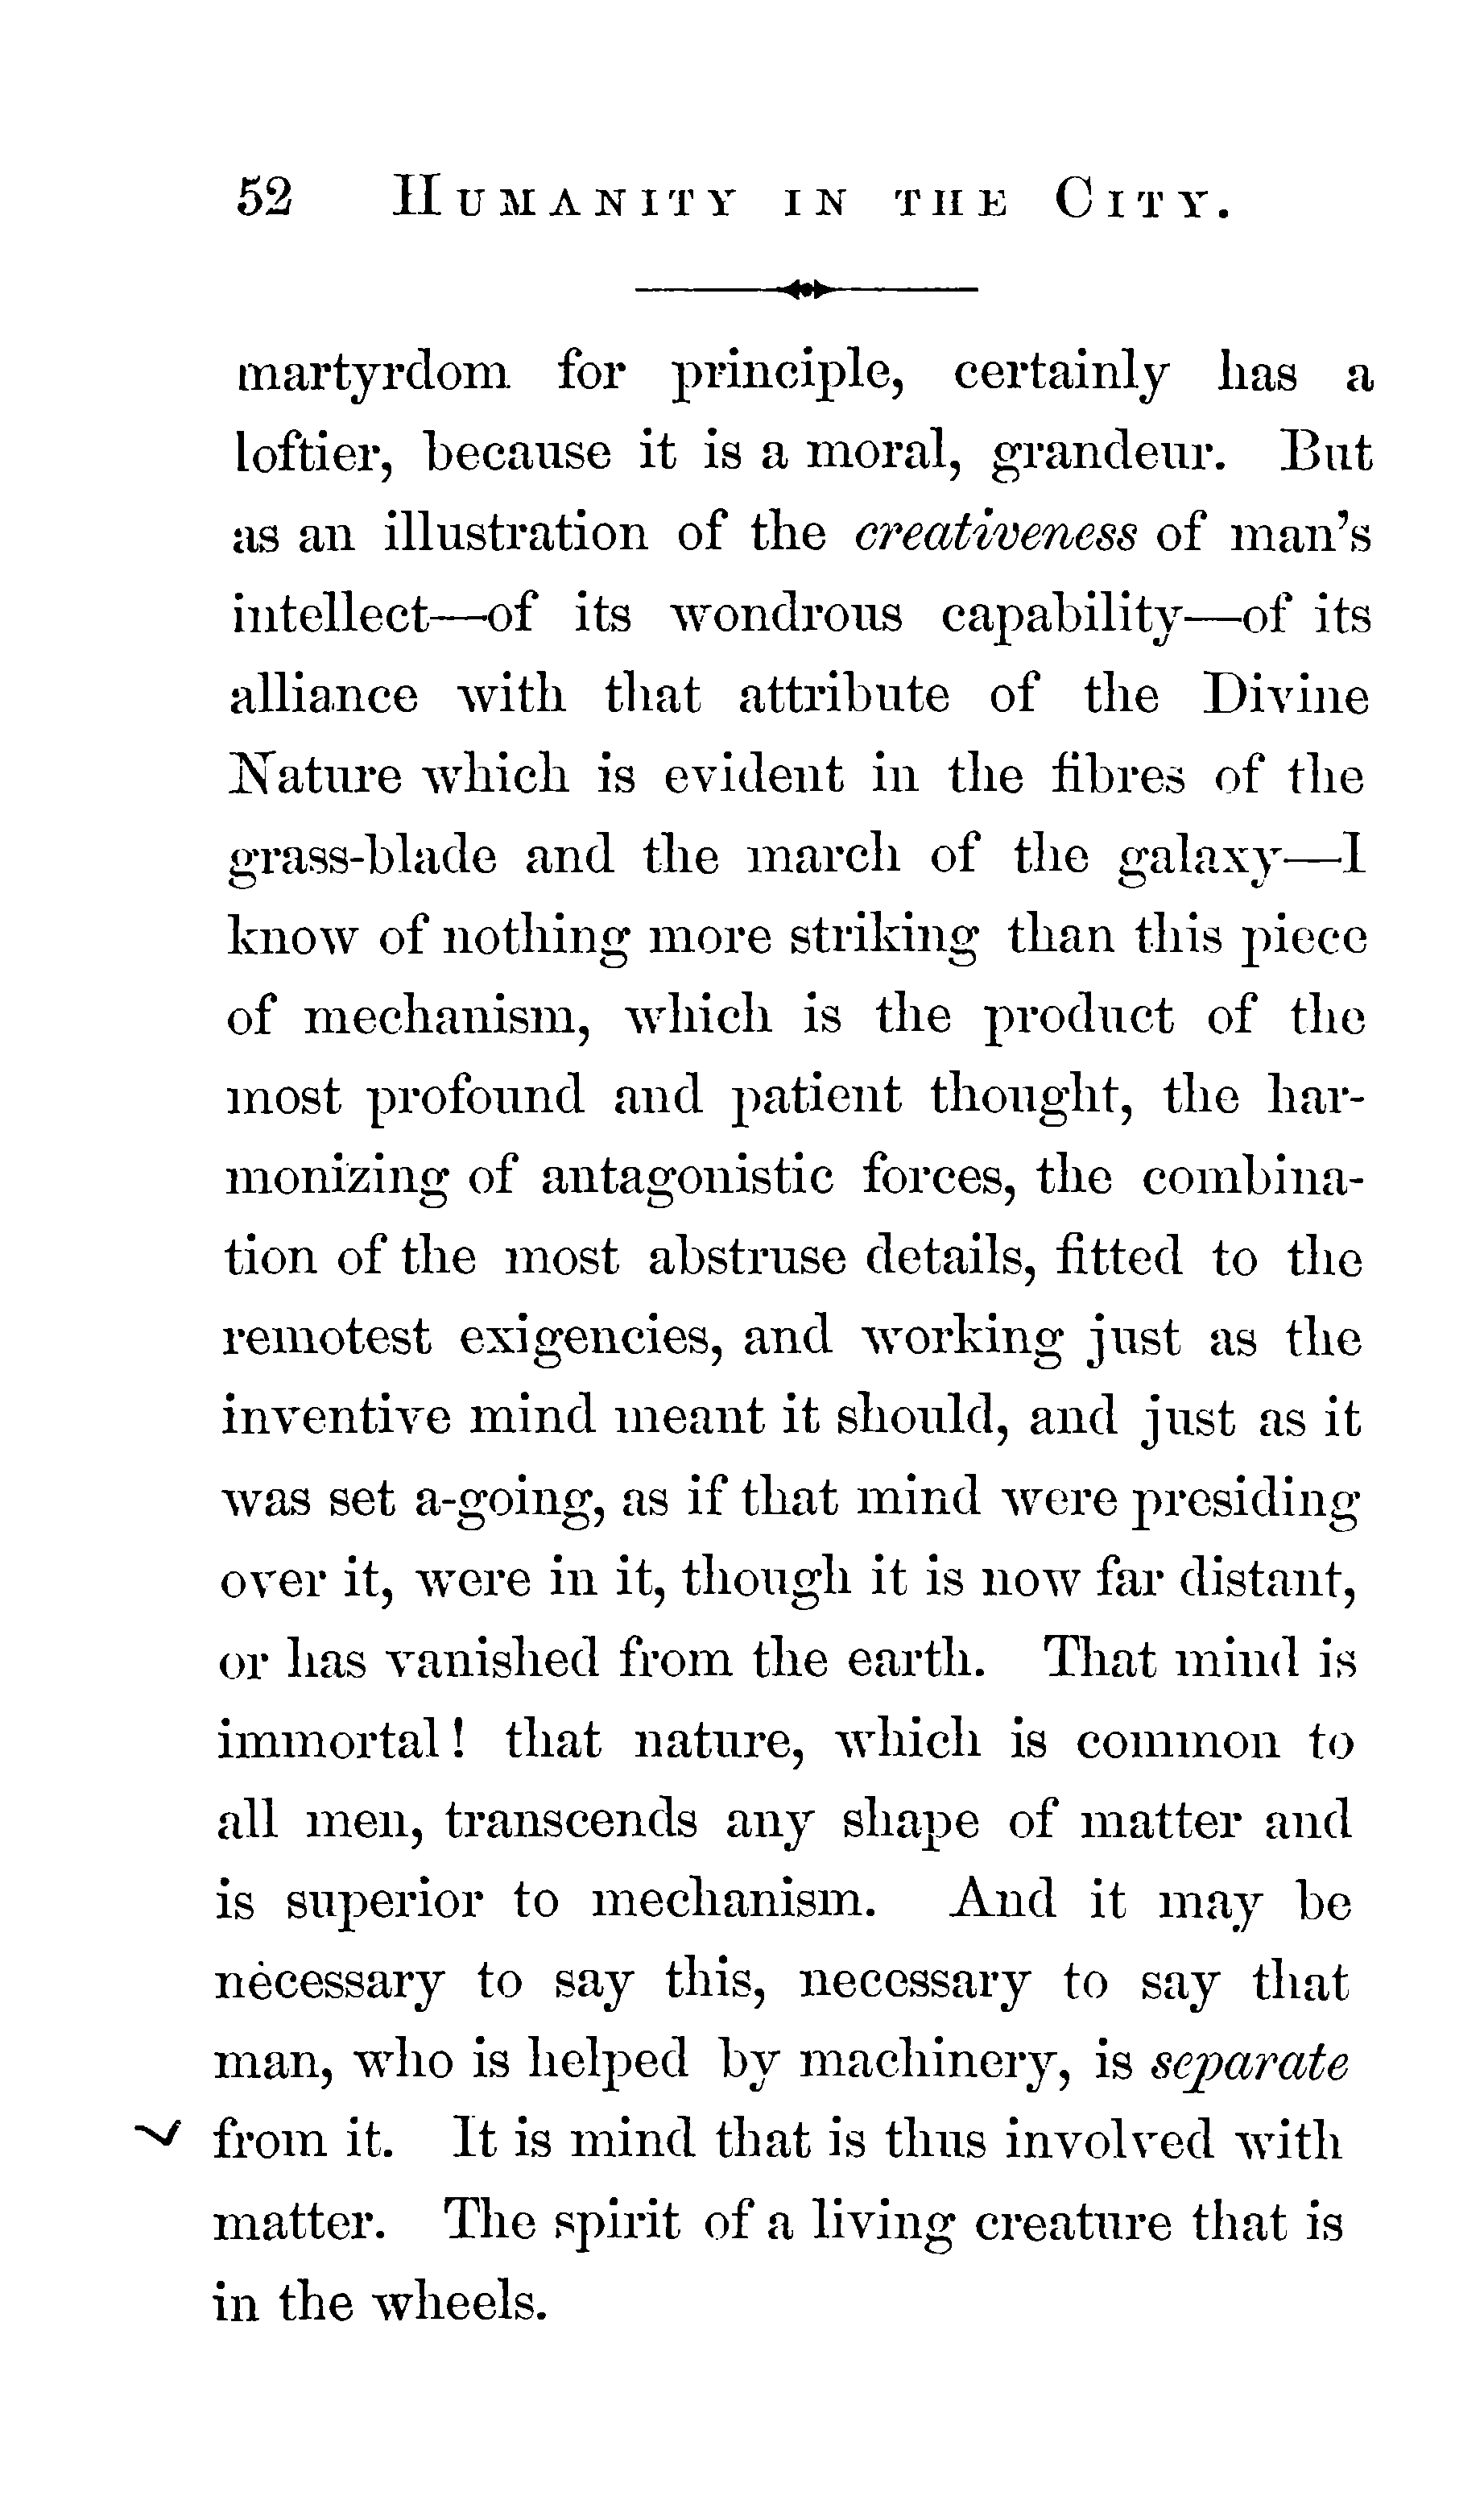 52 HUMANITY IN THE CITY.
martyrdom for principle, certainly has a
loftier, because it is a moral, grandeur. But
as an illustration of the creativeness of man's
intellect—of its wondrous capability—of its
alliance with that attribute of the Divine
Nature which is evident in the fibres of the
grass-blade and the march of the galaxy—I
know of nothing more striking than this piece
of mechanism, which is the product of the
most profound and patient thought, the har-
monizing of antagonistic forces, the combina-
tion of the most abstruse details, fitted to the
remotest exigencies, and working just as the
inventive mind meant it should, and just as it
was set a-going, as if that mind were presiding
over it, were in it, though it is now far distant,
or has vanished from the earth. That mind is
immortal! that nature, which is common to
all men, transcends any shape of matter and
is superior to mechanism. And it may be
necessary to say this, necessary to say that
man, who is helped by machinery, is separate
from it. It is mind that is thus involved with
matter. The spirit of a living creature that is
in the wheels.